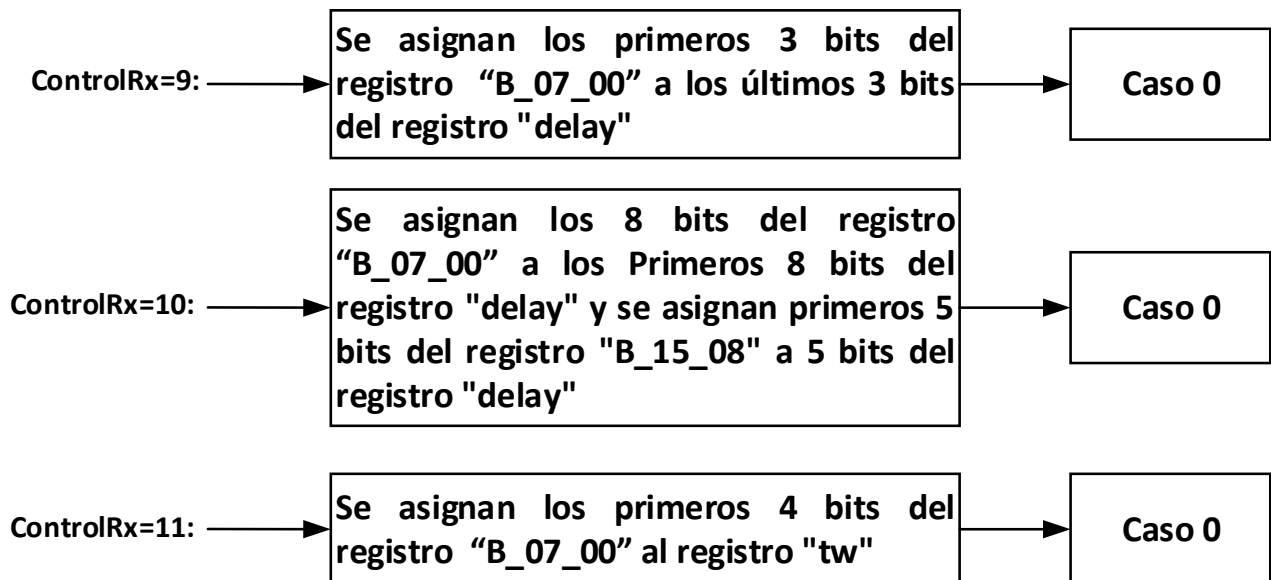 Se asignan los primeros 3 bits del
ControlRx=9:
registro “B_07_00” a los últimos 3 bits
Caso 0
del registro "delay"
Se asignan los 8 bits del registro
“B_07_00” a los Primeros 8 bits del
ControlRx=10:
registro "delay" y se asignan primeros 5
Caso 0
bits del registro "B_15_08" a 5 bits del
registro "delay"
Se asignan los primeros 4 bits del
ControlRx=11:
registro “B_07_00” al registro "tw"
Caso 0